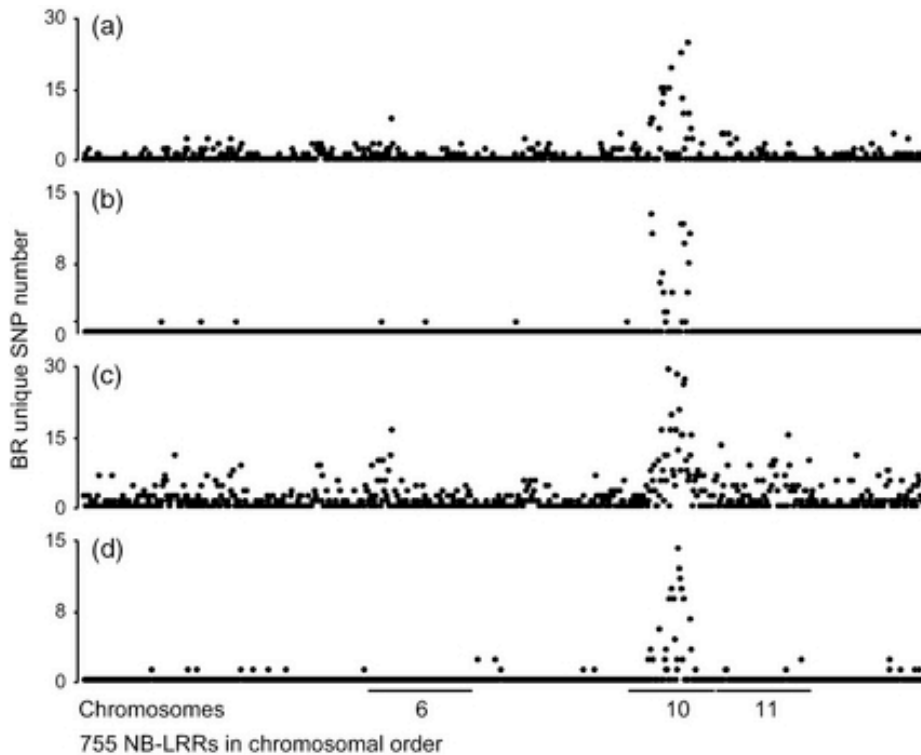 30
(a)
15
0
15
(b)
8
0
BR unique SNP number
30
(c)
15
0
15
(d)
8
0
Chromosomes 6 10 11
755 NB-LRRs in chromosomal order